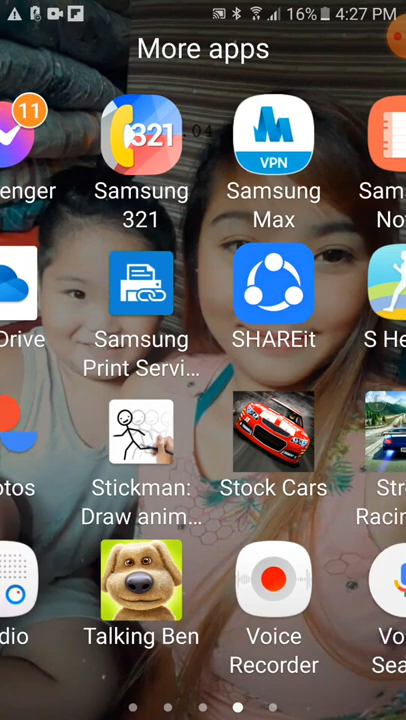 16% 4:27 PM
More apps
11
321
.04
VPN
enger
Samsung
321
Samsung
Max
Sam
No
Drive
Samsung
Print Servi...
SHAREit
S He
otos
Stickman:
Draw anim...
Stock Cars
Str
Racin
dio
Talking Ben
Voice
Recorder
Vo
Sea